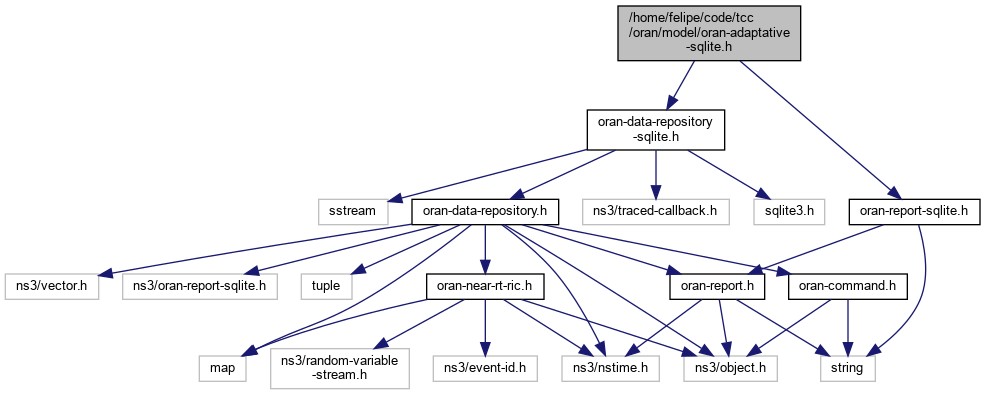 /home/felipe/code/tcc
/oran/model/oran-adaptative
-sqlite.h
oran-data-repository
-sqlite.h
sstream
oran-data-repository.h
ns3/traced-callback.h
sqlite3.h
oran-report-sqlite.h
ns3/vector.h
ns3/oran-report-sqlite.h
tuple
oran-near-rt-ric.h
oran-report.h
oran-command.h
map
ns3/random-variable
-stream.h
ns3/event-id.h
ns3/nstime.h
ns3/object.h
string